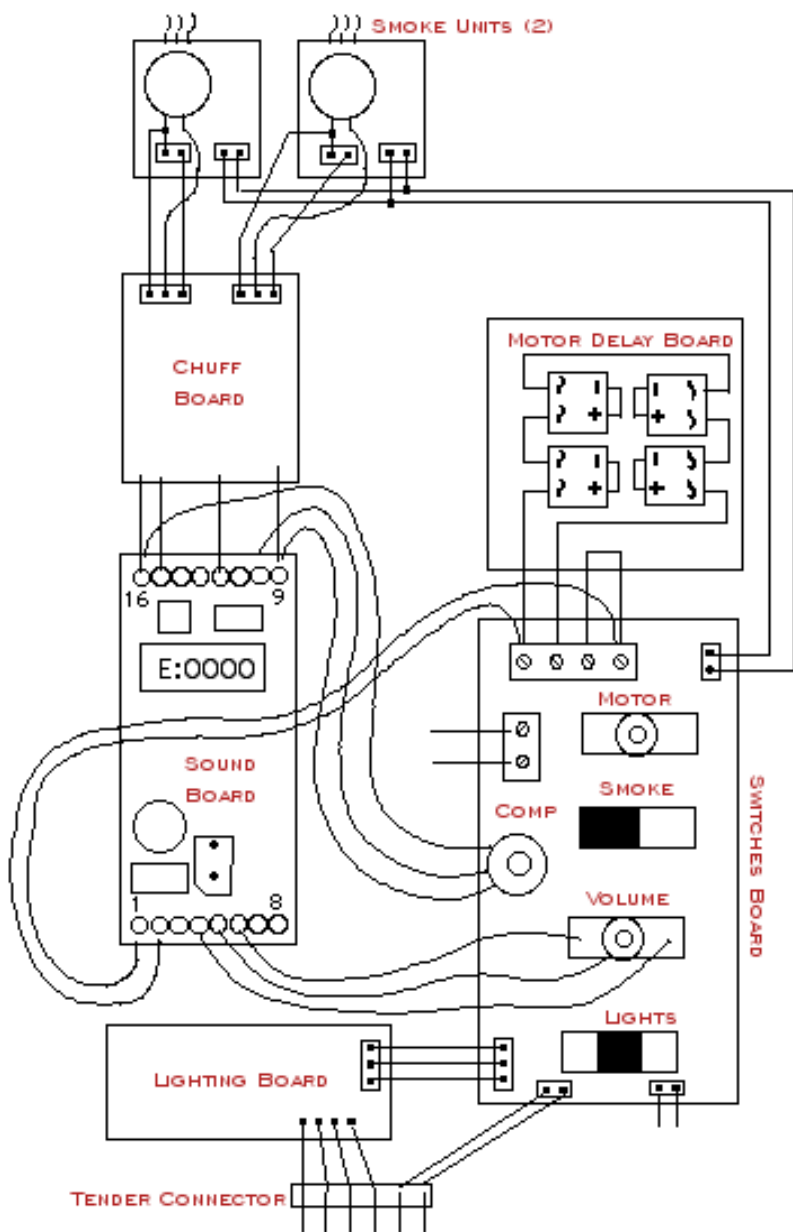 Smoke Units (2)
Chuff
Board
Motor Delay Board
~ -
~ +
- ~
+ ~
~ -
~ +
- ~
+ ~
16
9
E:0000
Sound
Board
1
8
Motor
Smoke
Comp
Volume
Lights
Switches Board
Lighting Board
Tender Connector